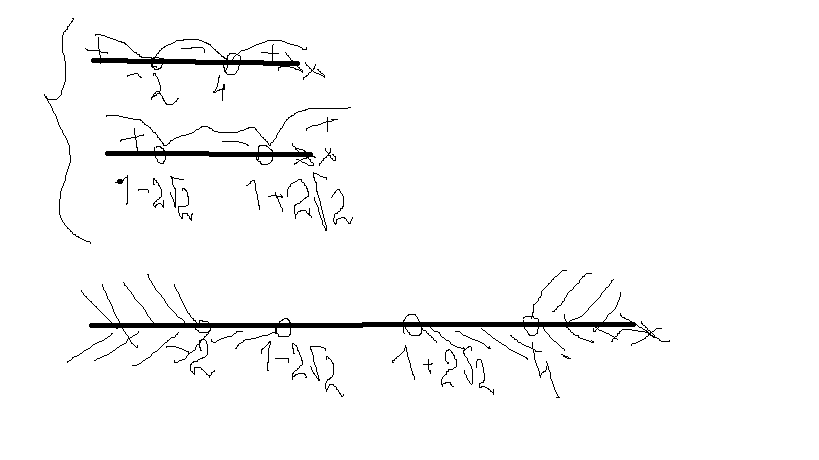 + - + x
-2 4
+ - + x
1-2√2 1+2√2
-2 1-2√2 1+2√2 4 x